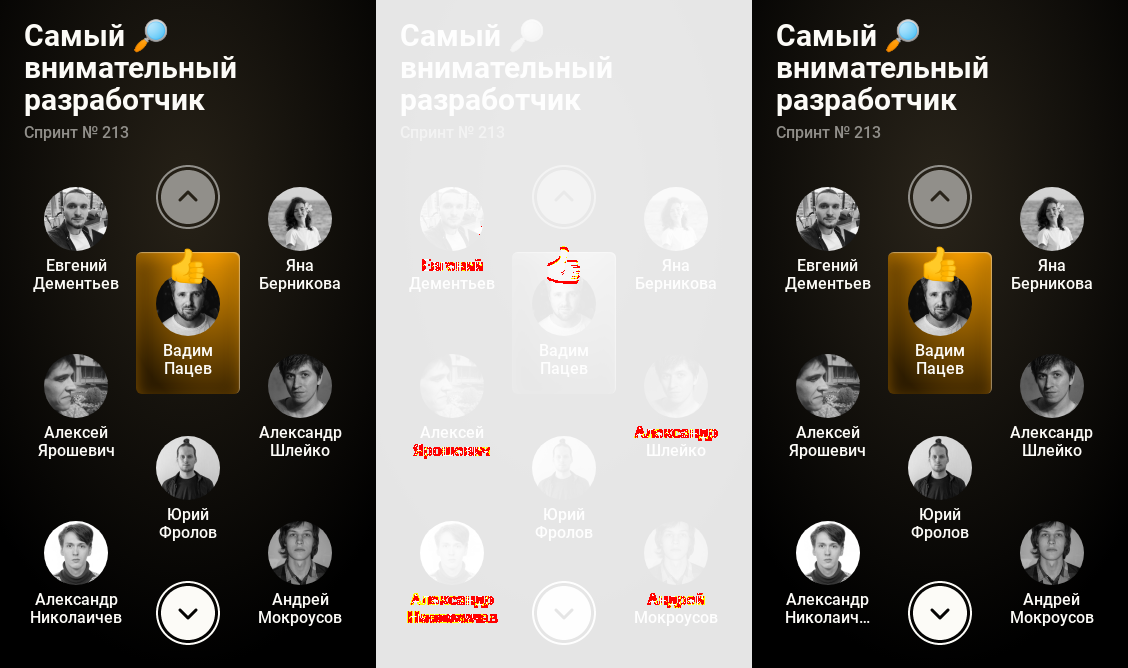 Самый 🔎
внимательный
разработчик
Спринт № 213
Евгений
Дементьев
Яна
Берникова
Вадим
Пацев
Алексей
Ярошевич
Александр
Шлейко
Юрий
Фролов
Александр
Николаичев
Андрей
Мокроусов
Самый 🔎
внимательный
разработчик
Спринт № 213
Евгений
Дементьев
Яна
Берникова
Вадим
Пацев
Алексей
Ярошевич
Александр
Шлейко
Юрий
Фролов
Александр
Андрей
Мокроусов
Самый 🔎
внимательный
разработчик
Спринт № 213
Евгений
Дементьев
Яна
Берникова
Вадим
Пацев
Алексей
Ярошевич
Александр
Шлейко
Юрий
Фролов
Александр
Николаич...
Андрей
Мокроусов